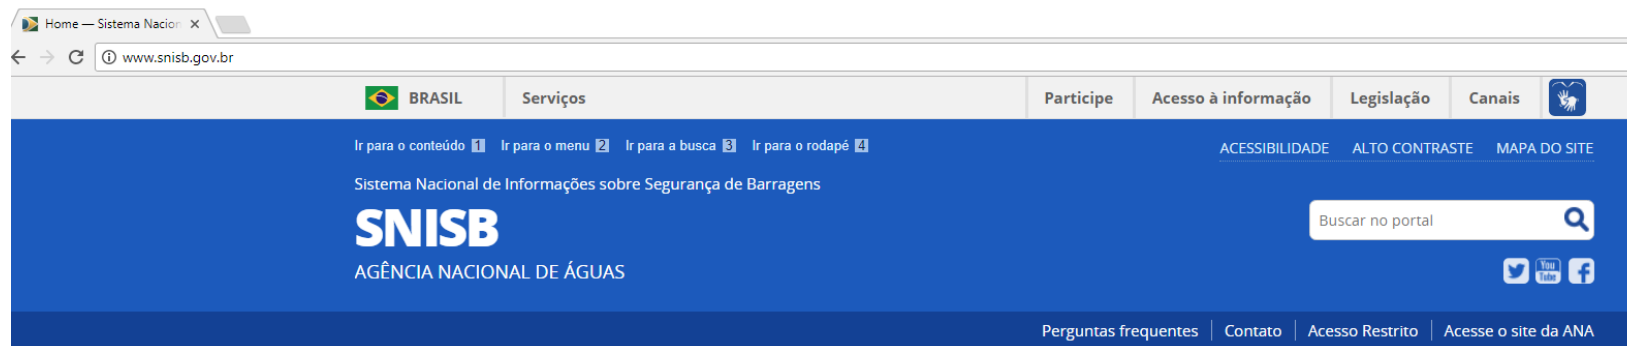 Home — Sistema Nacion
www.snisb.gov.br
BRASIL Serviços Participe Acesso à informação Legislação Canais
Ir para o conteúdo 1 Ir para o menu 2 Ir para a busca 3 Ir para o rodapé 4
ACESSIBILIDADE ALTO CONTRASTE MAPA DO SITE
Sistema Nacional de Informações sobre Segurança de Barragens
SNISB
Buscar no portal
AGÊNCIA NACIONAL DE ÁGUAS
You Tube
Perguntas frequentes Contato Acesso Restrito Acesse o site da ANA